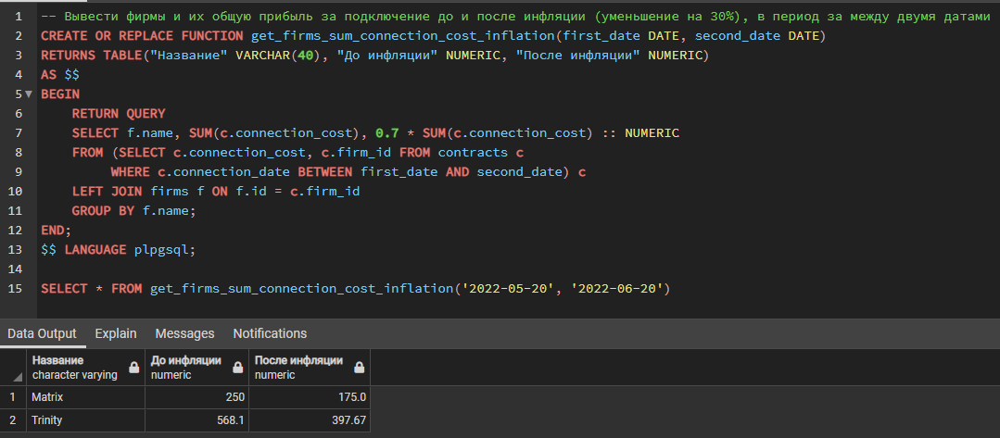 1 -- Вывести фирмы и их общую прибыль за подключение до и после инфляции (уменьшение на 30%), в период за между двумя датами
2 CREATE OR REPLACE FUNCTION get_firms_sum_connection_cost_inflation(first_date DATE, second_date DATE)
3 RETURNS TABLE("Название" VARCHAR(40), "До инфляции" NUMERIC, "После инфляции" NUMERIC)
4 AS $$
5 BEGIN
6 RETURN QUERY
7 SELECT f.name, SUM(c.connection_cost), 0.7 * SUM(c.connection_cost) :: NUMERIC
8 FROM (SELECT c.connection_cost, c.firm_id FROM contracts c
9 WHERE c.connection_date BETWEEN first_date AND second_date) c
10 LEFT JOIN firms f ON f.id = c.firm_id
11 GROUP BY f.name;
12 END;
13 $$ LANGUAGE plpgsql;
14
15 SELECT * FROM get_firms_sum_connection_cost_inflation('2022-05-20', '2022-06-20')
Data Output Explain Messages Notifications
Название До инфляции После инфляции
character varying numeric numeric
1 Matrix 250 175.0
2 Trinity 568.1 397.67